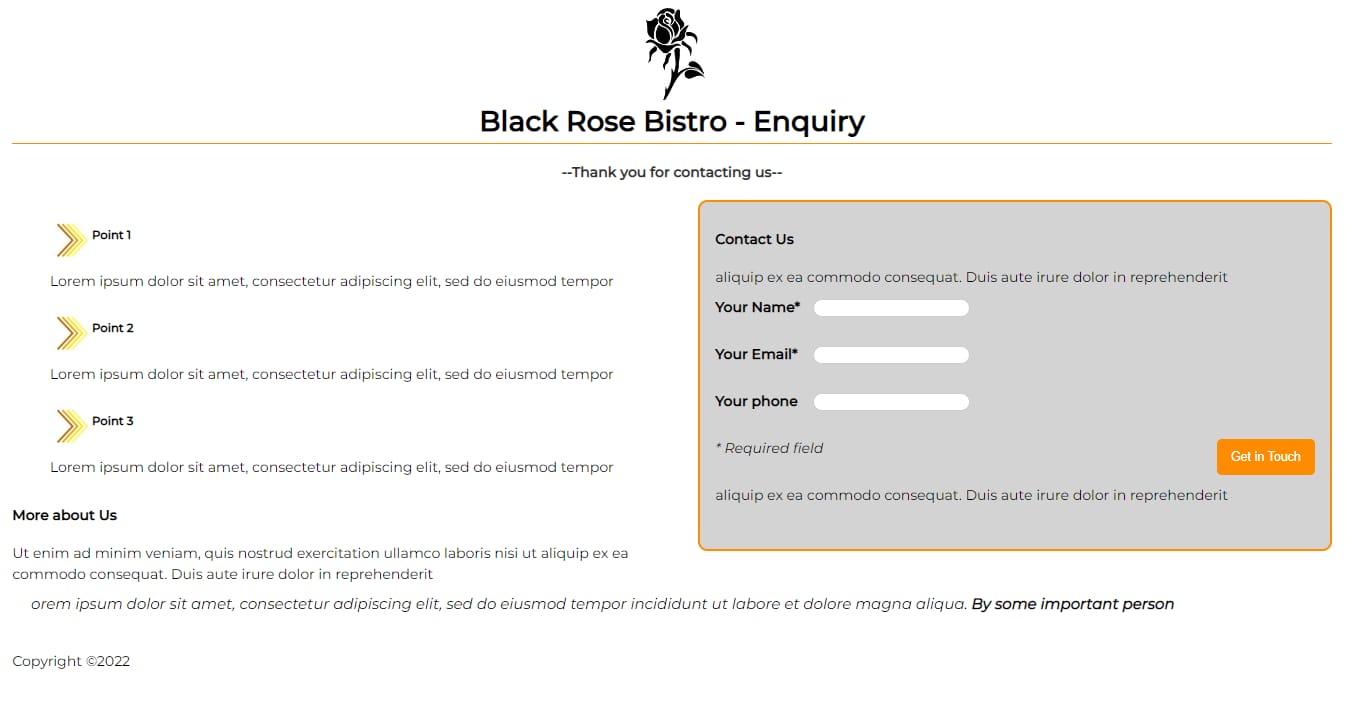 Black Rose Bistro - Enquiry
--Thank you for contacting us--
Point 1
Lorem ipsum dolor sit amet, consectetur adipiscing elit, sed do eiusmod tempor
Point 2
Lorem ipsum dolor sit amet, consectetur adipiscing elit, sed do eiusmod tempor
Point 3
Lorem ipsum dolor sit amet, consectetur adipiscing elit, sed do eiusmod tempor
More about Us
Ut enim ad minim veniam, quis nostrud exercitation ullamco laboris nisi ut aliquip ex ea
commodo consequat. Duis aute irure dolor in reprehenderit
Contact Us
aliquip ex ea commodo consequat. Duis aute irure dolor in reprehenderit
Your Name*
Your Email*
Your phone
* Required field
Get in Touch
aliquip ex ea commodo consequat. Duis aute irure dolor in reprehenderit
orem ipsum dolor sit amet, consectetur adipiscing elit, sed do eiusmod tempor incididunt ut labore et dolore magna aliqua. By some important person
Copyright ©2022